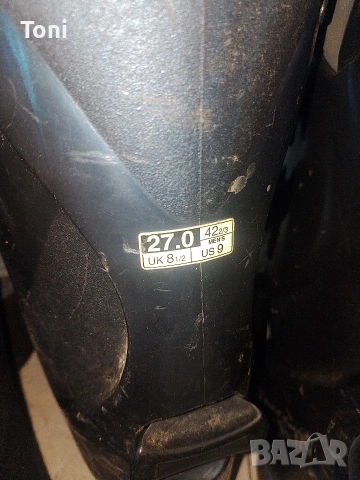 Toni
27.0 42 2/3
MEN'S
UK 8 1/2 US 9
BAZAR